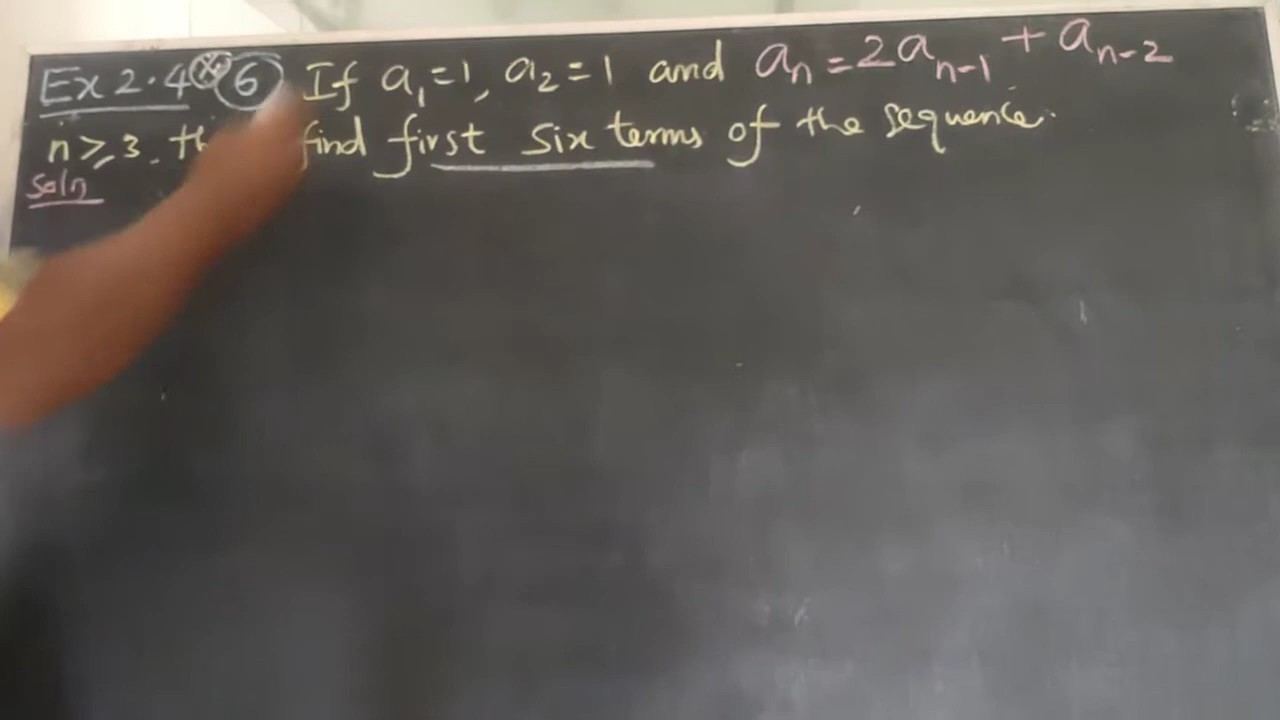 Ex 2.4 6 If a₁=1, a₂=1 and aₙ=2aₙ₋₁ + aₙ₋₂
n≥3. find first six terms of the sequence.
Soln